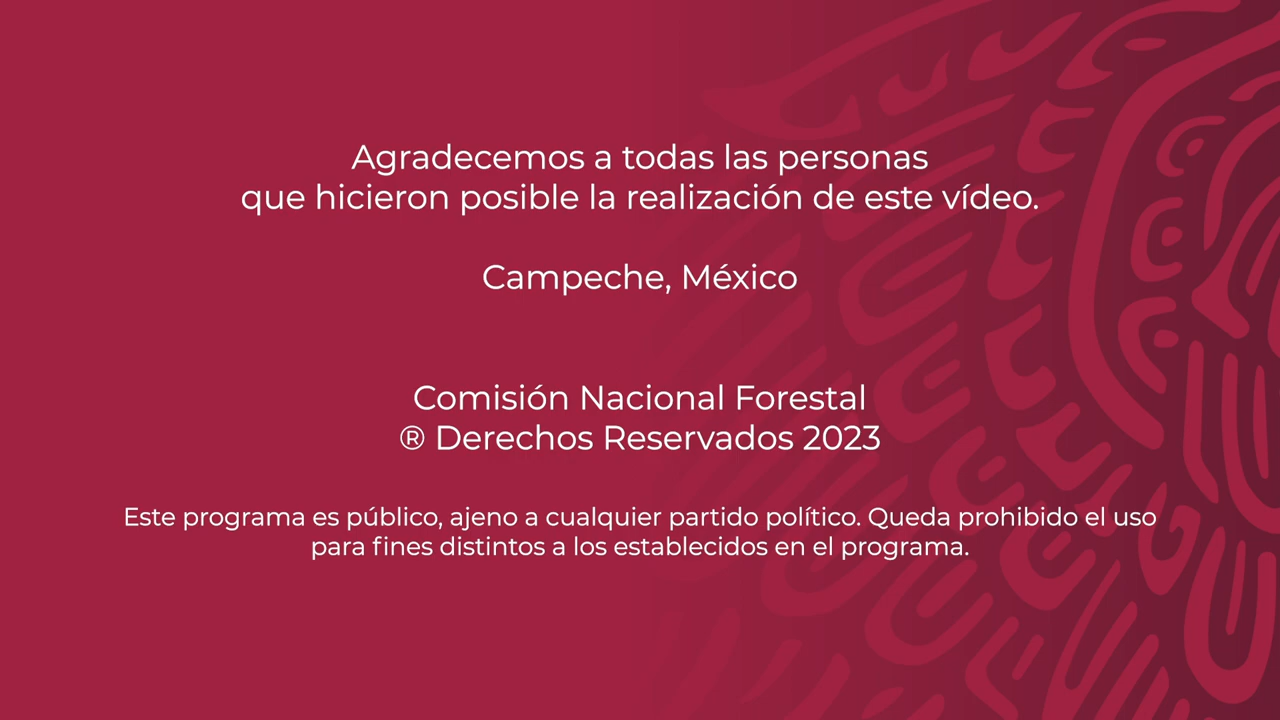 Agradecemos a todas las personas
que hicieron posible la realización de este vídeo.
Campeche, México
Comisión Nacional Forestal
® Derechos Reservados 2023
Este programa es público, ajeno a cualquier partido político. Queda prohibido el uso
para fines distintos a los establecidos en el programa.